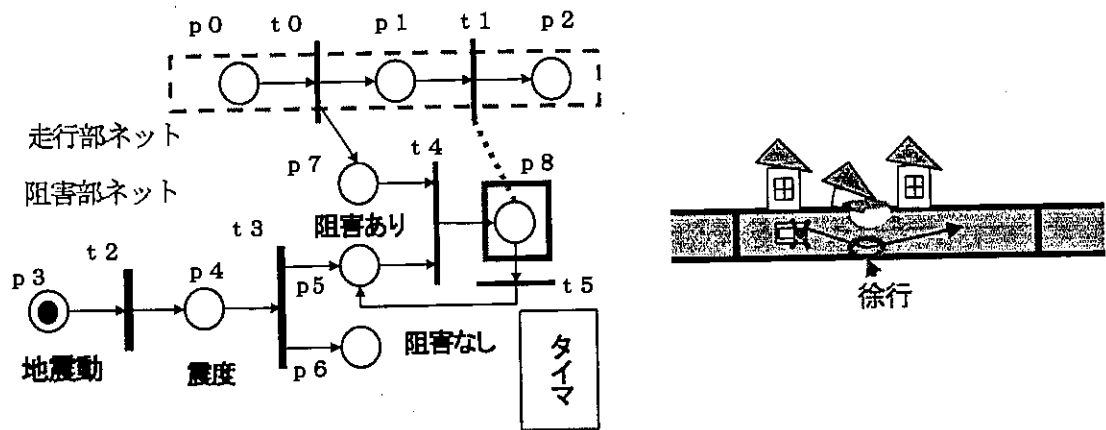 p0 t0 p1 t1 p2
走行部ネット
阻害部ネット
p7 t4 p8
阻害あり
t3
p3 t2 p4 p5 t5
地震動 震度 p6 阻害なし
タイマ
徐行